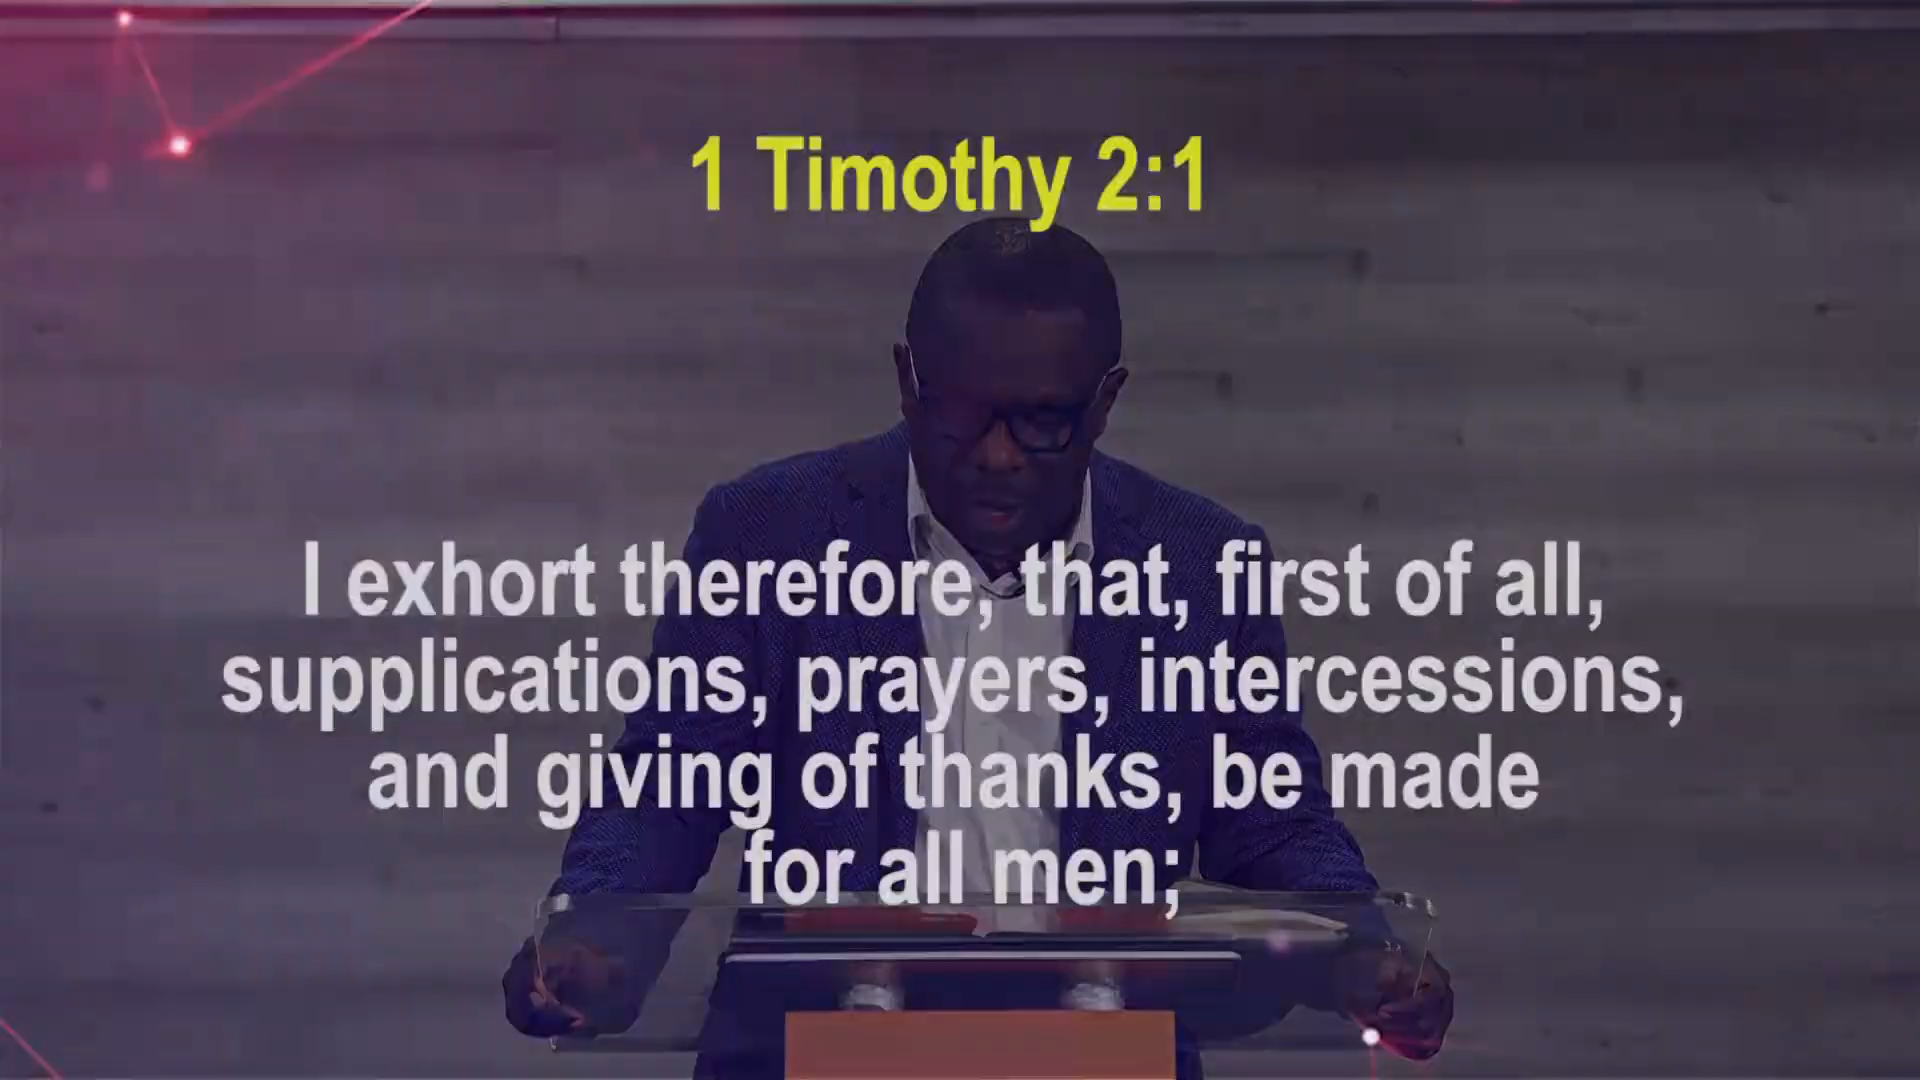 1 Timothy 2:1
I exhort therefore, that, first of all,
supplications, prayers, intercessions,
and giving of thanks, be made
for all men;